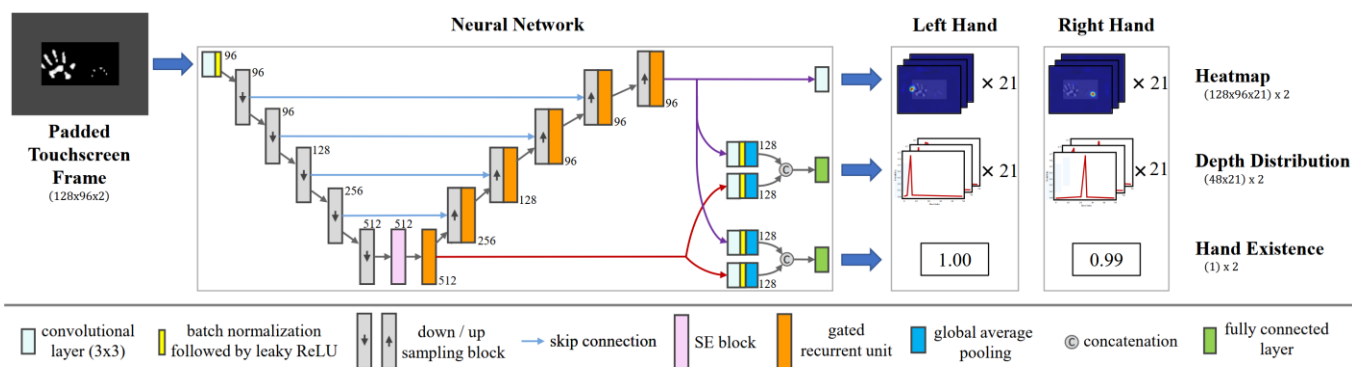 Neural Network
Left Hand
Right Hand
96
96
96
128
256
512
512
512
256
128
96
96
96
128
128
128
128
C
C
× 21
× 21
× 21
× 21
1.00
0.99
Padded
Touchscreen
Frame
(128x96x2)
Heatmap
(128x96x21) x 2
Depth Distribution
(48x21) x 2
Hand Existence
(1) x 2
convolutional
layer (3x3)
batch normalization
followed by leaky ReLU
down / up
sampling block
skip connection
SE block
gated
recurrent unit
global average
pooling
C
concatenation
fully connected
layer